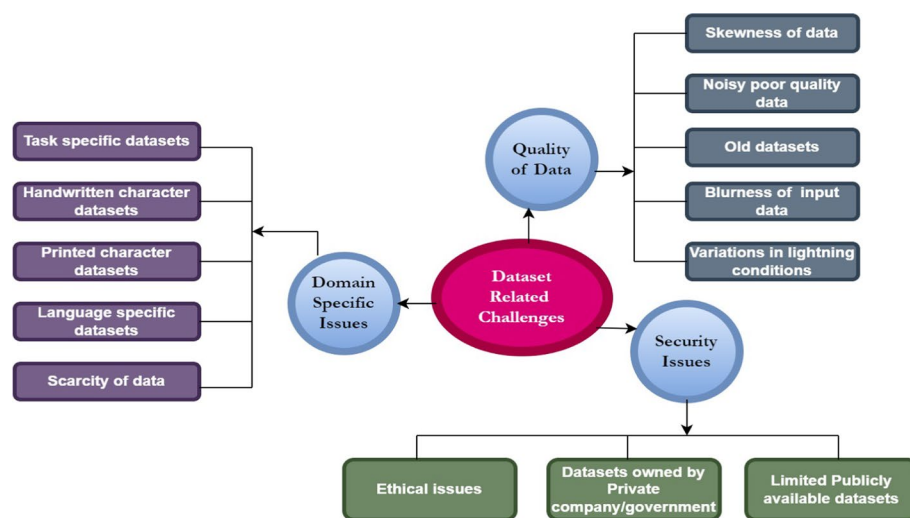 Skewness of data
Noisy poor quality
data
Old datasets
Blurness of input
data
Variations in lightning
conditions
Quality
of Data
Task specific datasets
Handwritten character
datasets
Printed character
datasets
Language specific
datasets
Scarcity of data
Domain
Specific
Issues
Dataset
Related
Challenges
Security
Issues
Ethical issues
Datasets owned by
Private
company/government
Limited Publicly
available datasets